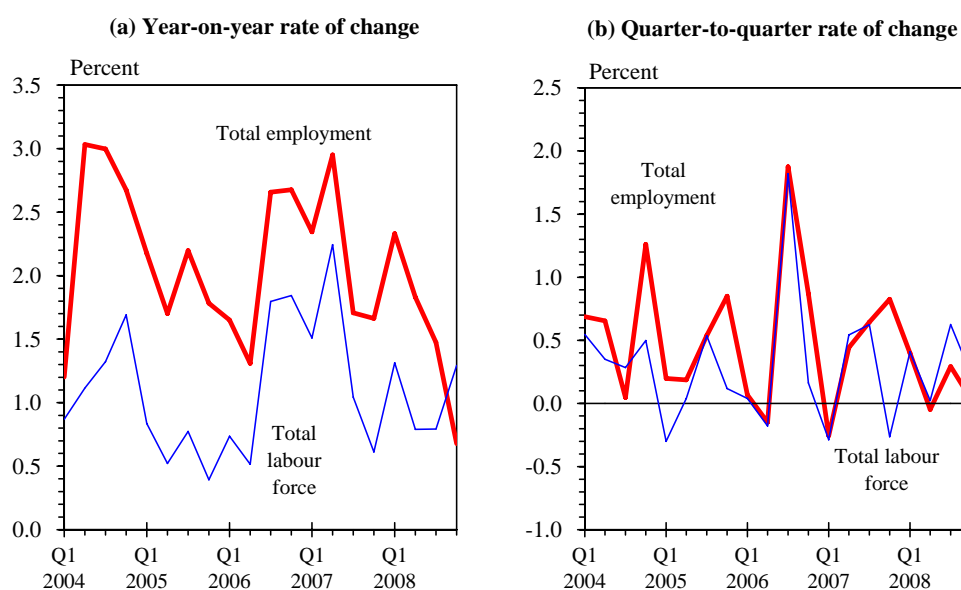 (a) Year-on-year rate of change
Percent
3.5
3.0
2.5
2.0
1.5
1.0
0.5
0.0
Total employment
Total
labour
force
Q1 Q1 Q1 Q1 Q1
2004 2005 2006 2007 2008
(b) Quarter-to-quarter rate of change
Percent
2.5
2.0
1.5
1.0
0.5
0.0
-0.5
-1.0
Total
employment
Total labour
force
Q1 Q1 Q1 Q1 Q1
2004 2005 2006 2007 2008